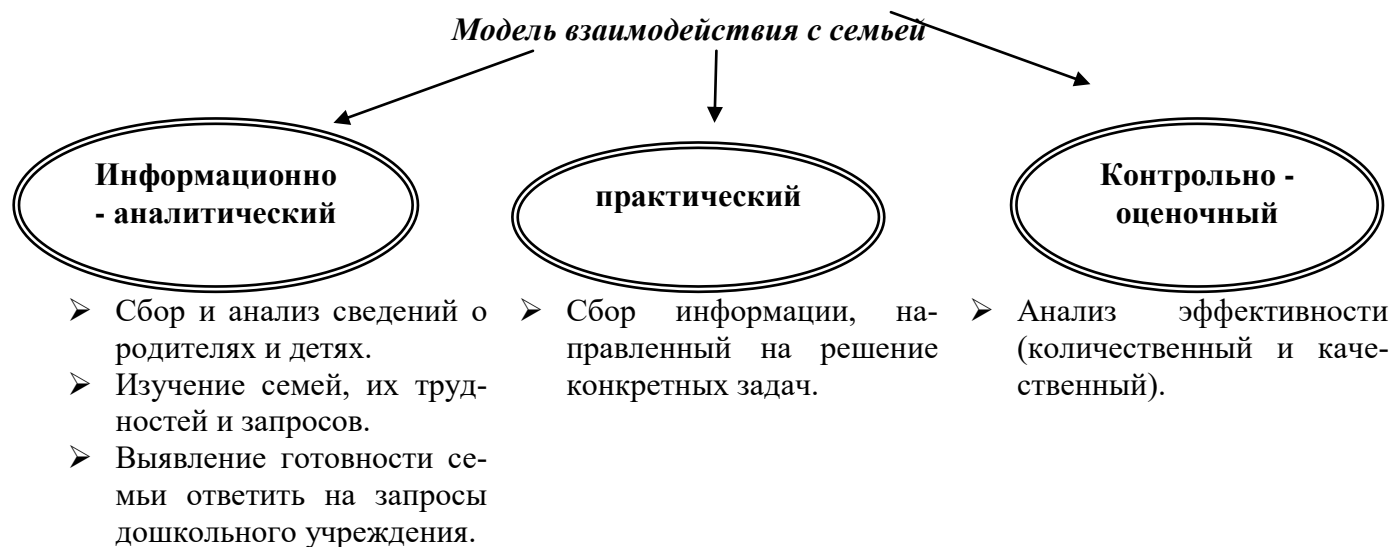 Модель взаимодействия с семьей
Информационно
- аналитический
практический
Контрольно -
оценочный
➢ Сбор и анализ сведений о
родителях и детях.
➢ Изучение семей, их труд-
ностей и запросов.
➢ Выявление готовности се-
мьи ответить на запросы
дошкольного учреждения.
➢ Сбор информации, на-
правленный на решение
конкретных задач.
➢ Анализ эффективности
(количественный и каче-
ственный).